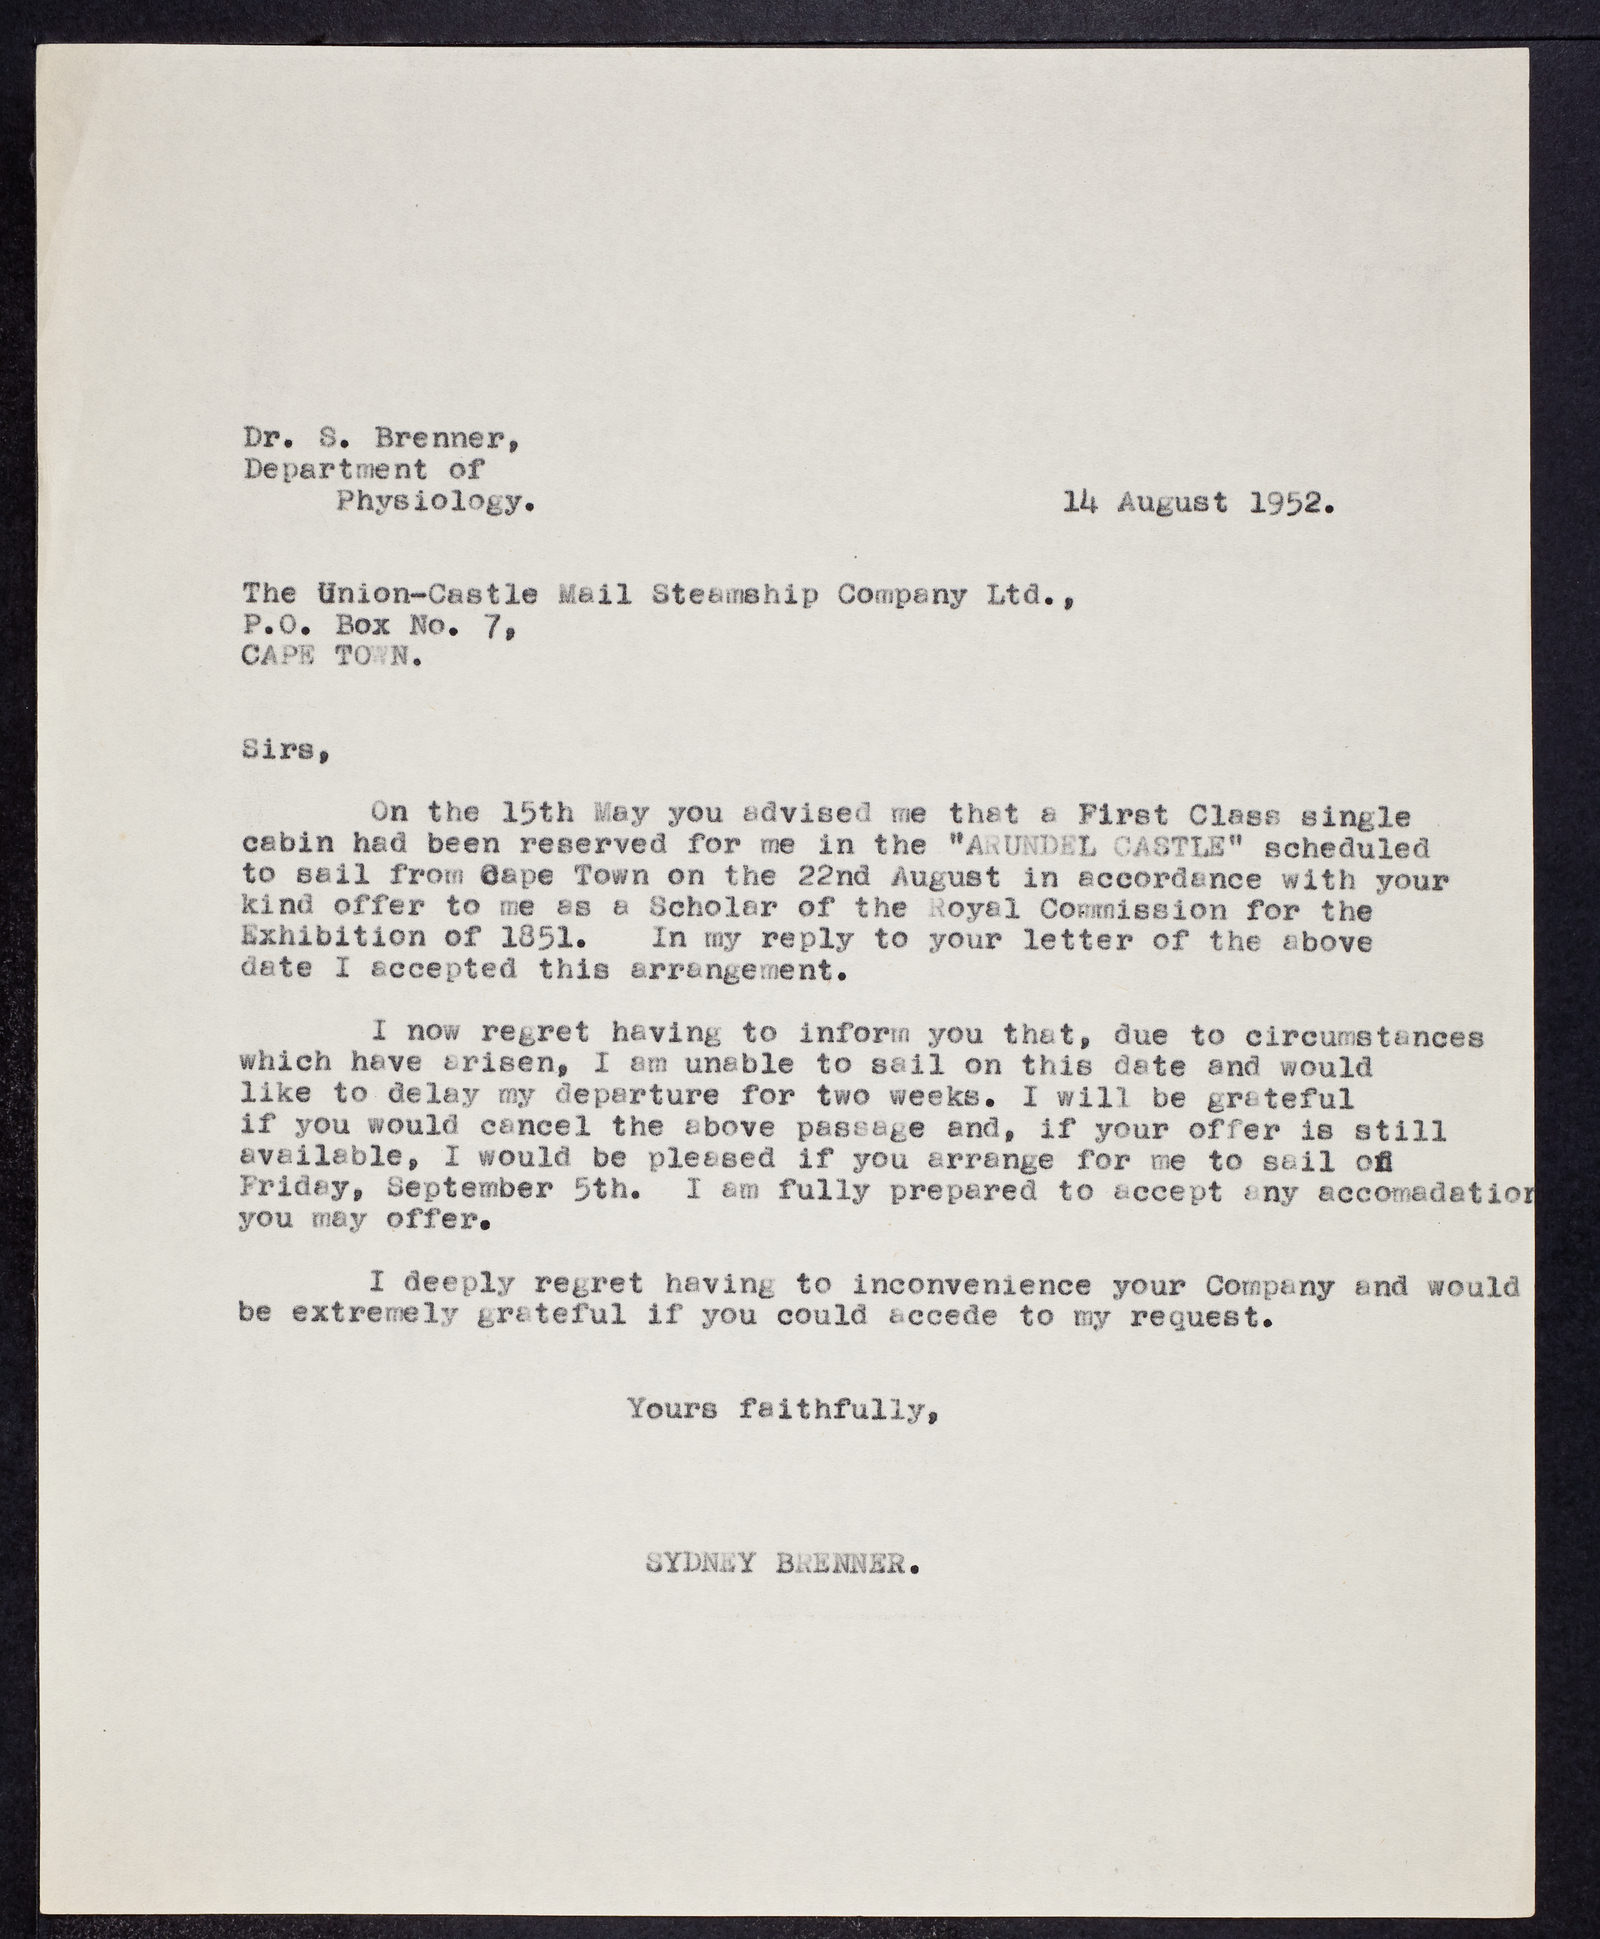 Dr. S. Brenner,
Department of
Physiology.
14 August 1952.
The Union-Castle Mail Steamship Company Ltd.,
P.O. Box No. 7,
CAPE TOWN.
Sirs,
On the 15th May you advised me that a First Class single
cabin had been reserved for me in the "ARUNDEL CASTLE" scheduled
to sail from Cape Town on the 22nd August in accordance with your
kind offer to me as a Scholar of the Royal Commission for the
Exhibition of 1851. In my reply to your letter of the above
date I accepted this arrangement.
I now regret having to inform you that, due to circumstances
which have arisen, I am unable to sail on this date and would
like to delay my departure for two weeks. I will be grateful
if you would cancel the above passage and, if your offer is still
available, I would be pleased if you arrange for me to sail on
Friday, September 5th. I am fully prepared to accept any accomadation
you may offer.
I deeply regret having to inconvenience your Company and would
be extremely grateful if you could accede to my request.
Yours faithfully,
SYDNEY BRENNER.